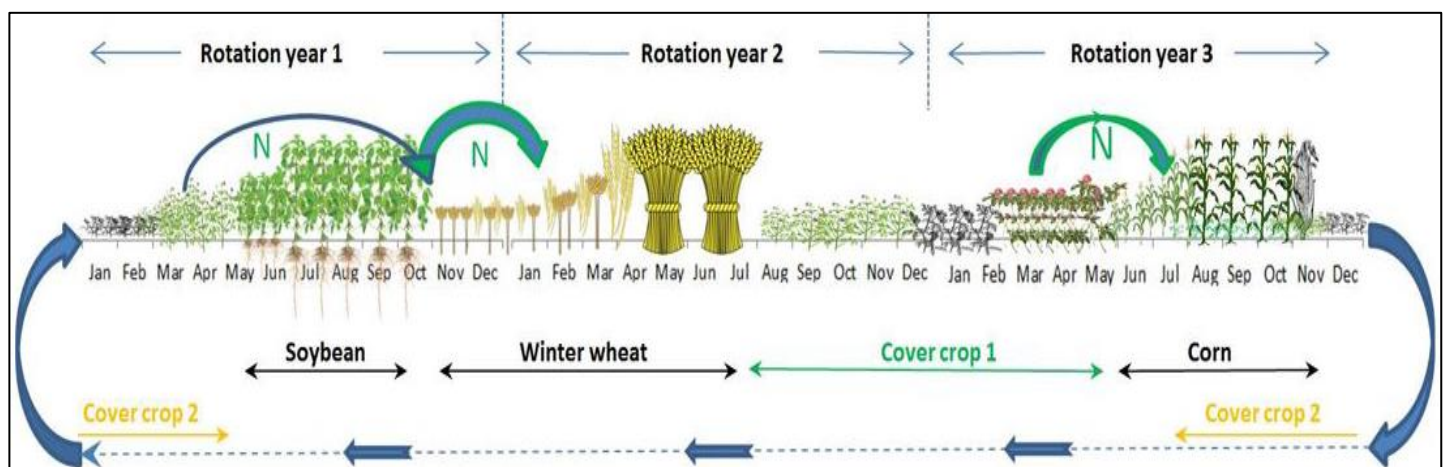 Rotation year 1 Rotation year 2 Rotation year 3
N N N
Jan Feb Mar Apr May Jun Jul Aug Sep Oct Nov Dec Jan Feb Mar Apr May Jun Jul Aug Sep Oct Nov Dec Jan Feb Mar Apr May Jun Jul Aug Sep Oct Nov Dec
Soybean Winter wheat Cover crop 1 Corn
Cover crop 2 Cover crop 2